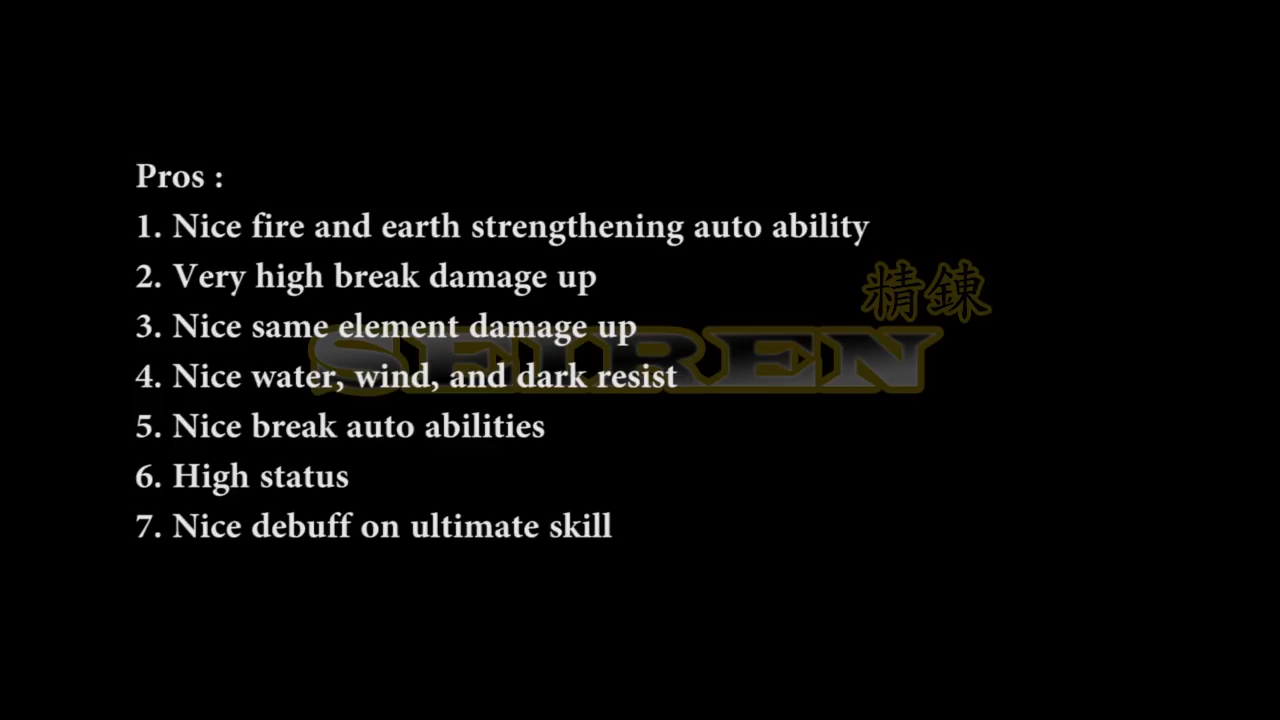 Pros :
1. Nice fire and earth strengthening auto ability
2. Very high break damage up
精錬
3. Nice same element damage up
SEIREN
4. Nice water, wind, and dark resist
5. Nice break auto abilities
6. High status
7. Nice debuff on ultimate skill